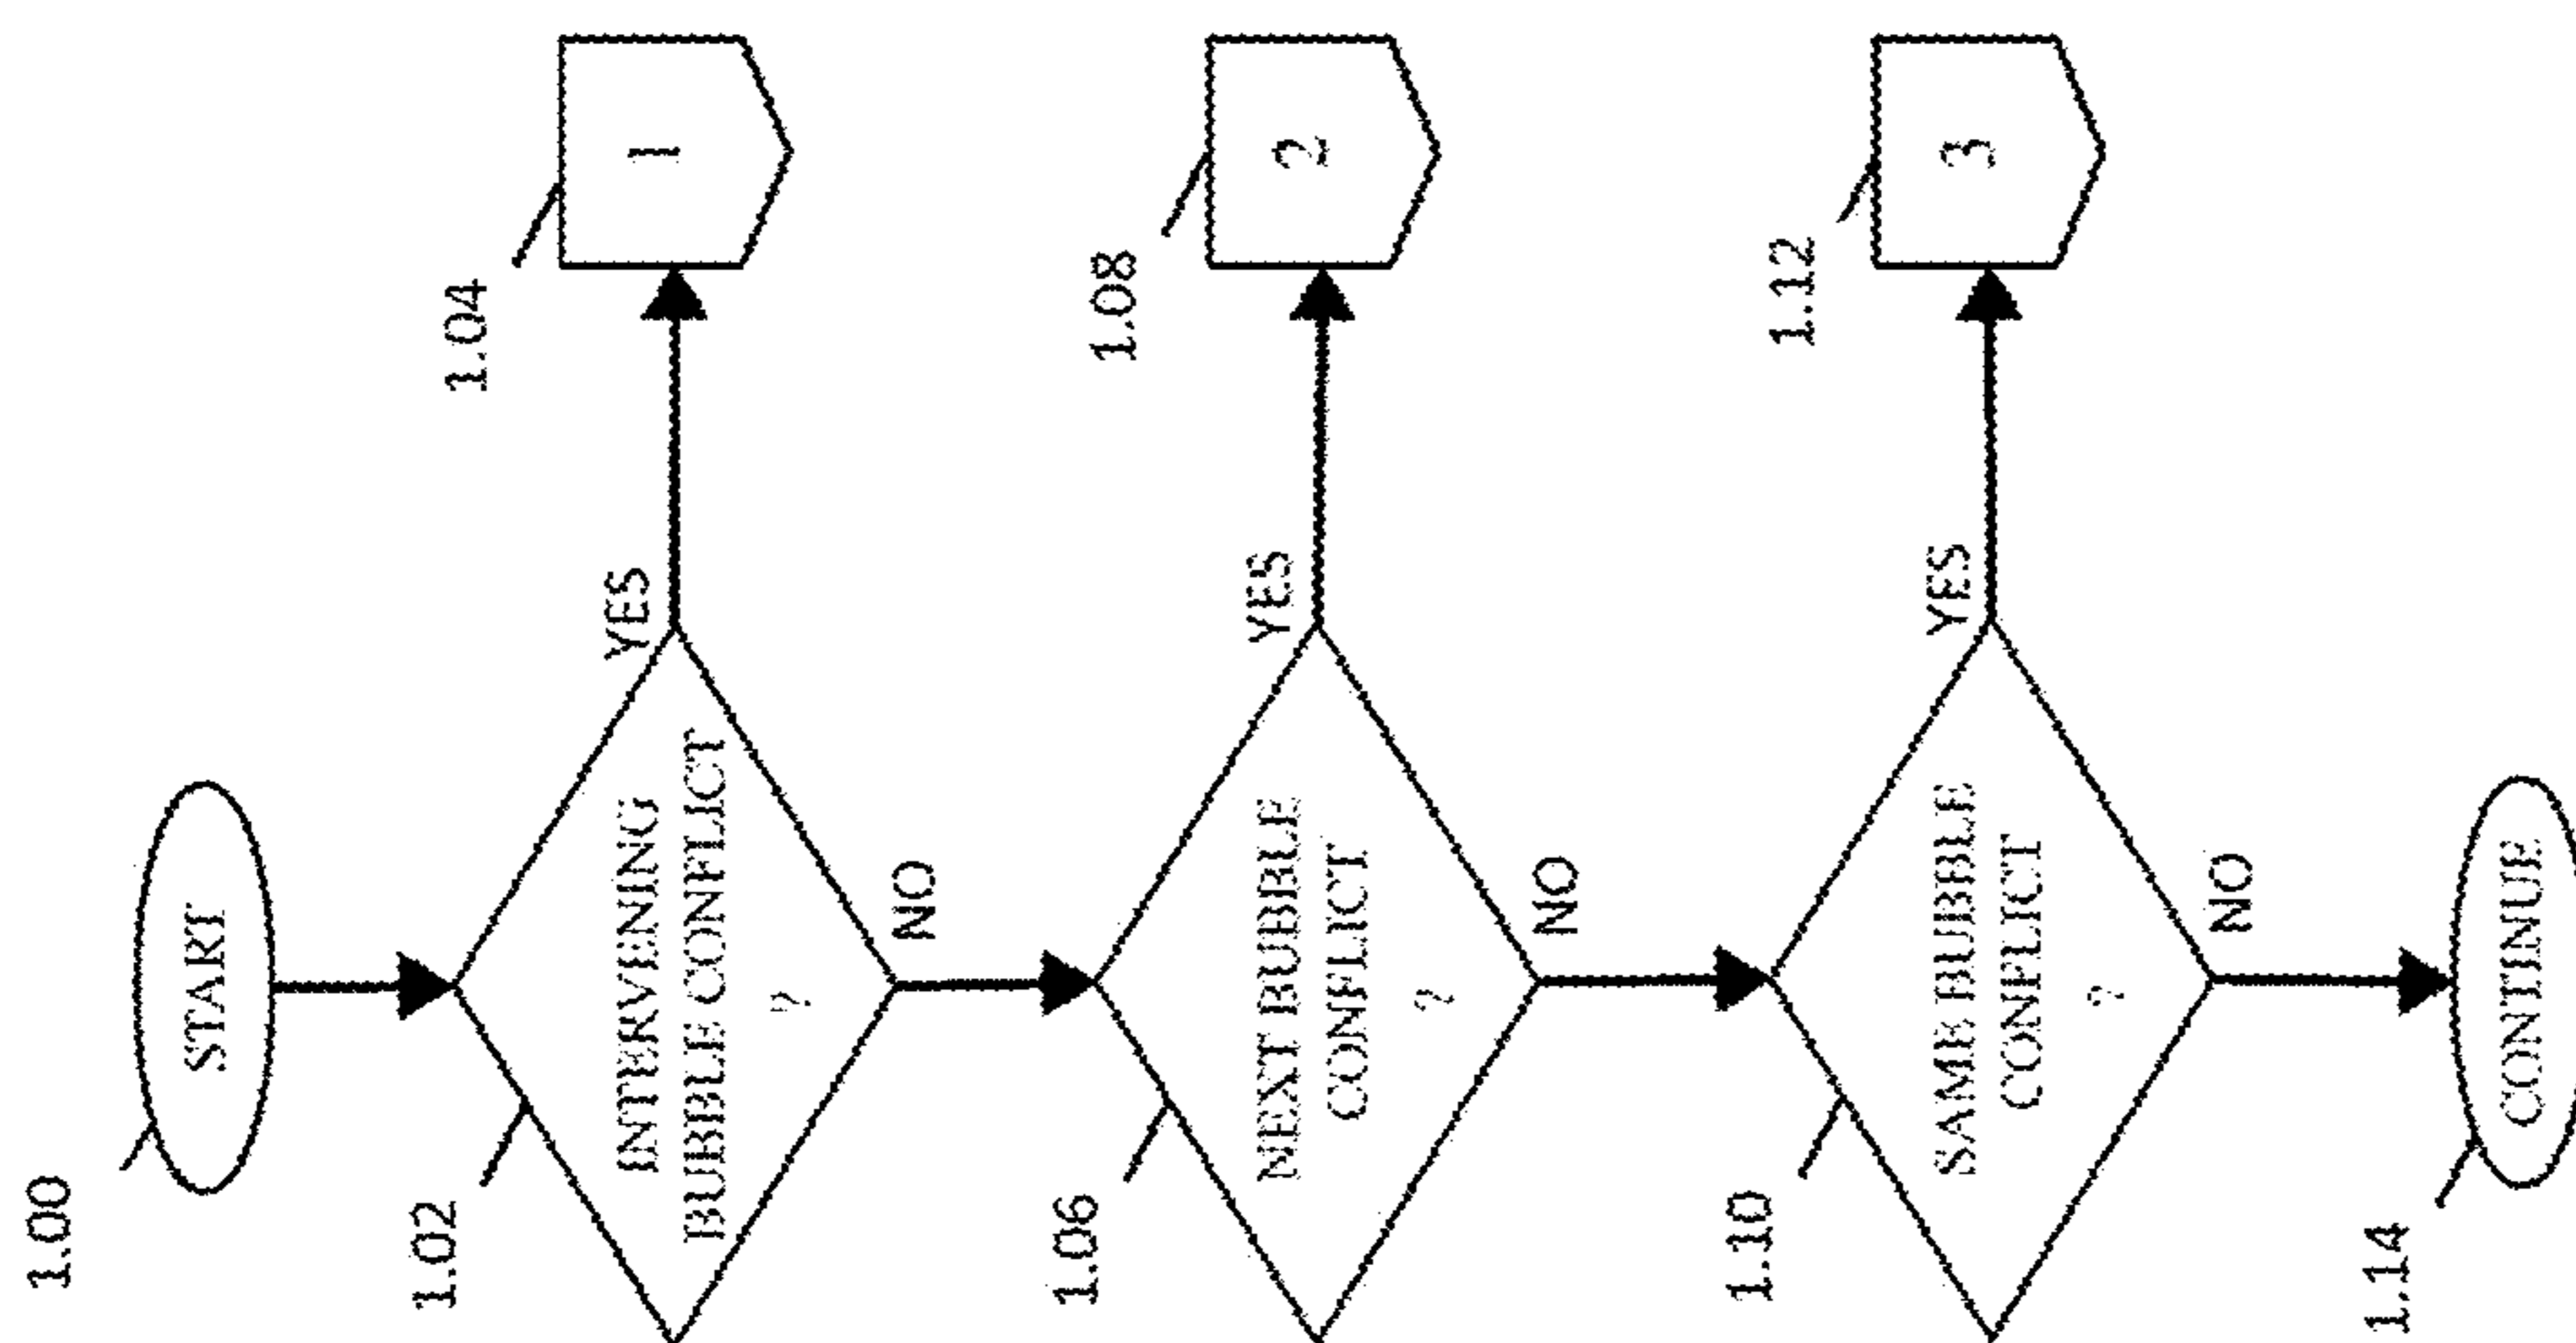 1.00
START
1.02
INTERVENING
BUBBLE CONFLICT
?
YES
1.04
1
NO
1.06
NEXT BUBBLE
CONFLICT
?
YES
1.08
2
NO
1.10
SAME BUBBLE
CONFLICT
?
YES
1.12
3
NO
1.14
CONTINUE